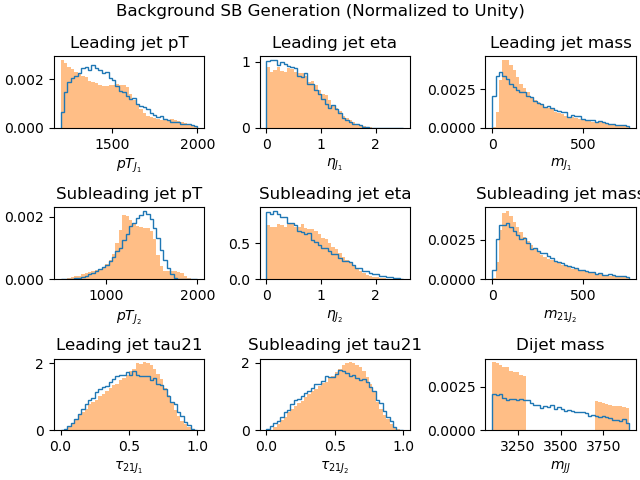 Background SB Generation (Normalized to Unity)
Leading jet pT
Leading jet eta
Leading jet mass
0.002
0.000
1500
2000
pT_{J_1}
1
0
0
1
2
η_{J_1}
0.0025
0.0000
0
500
m_{J_1}
Subleading jet pT
Subleading jet eta
Subleading jet mass
0.002
0.000
1000
2000
pT_{J_2}
0.5
0.0
0
1
2
η_{J_2}
0.0025
0.0000
0
500
m_{21J_2}
Leading jet tau21
Subleading jet tau21
Dijet mass
2
0
0.0
0.5
1.0
τ_{21J_1}
2
0
0.0
0.5
1.0
τ_{21J_2}
0.0025
0.0000
3250
3500
3750
m_{JJ}